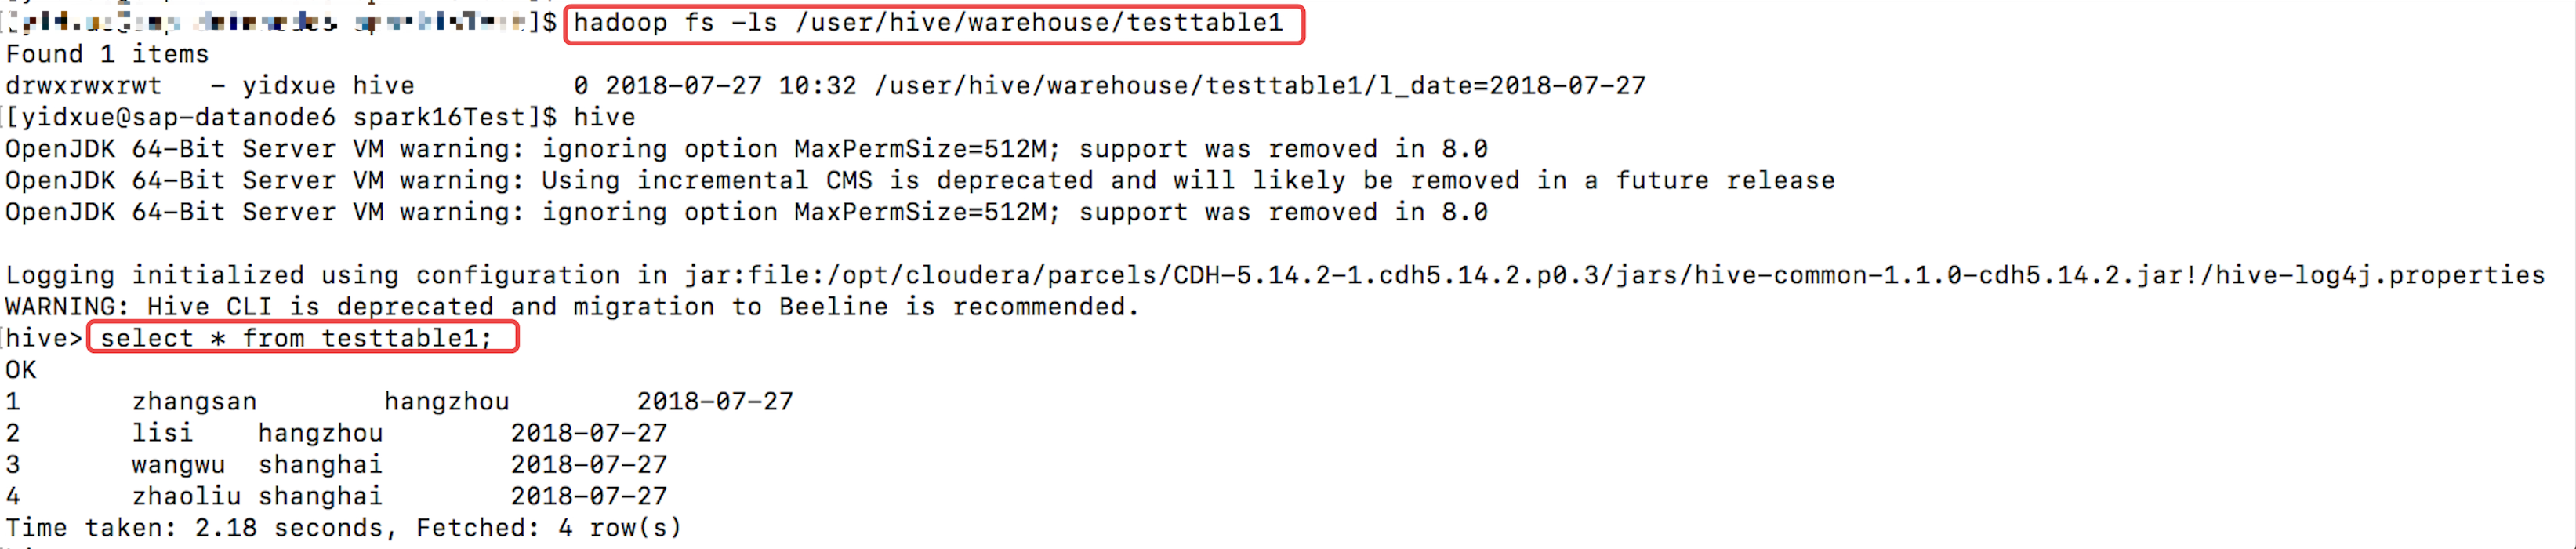 ]$ hadoop fs -ls /user/hive/warehouse/testtable1
Found 1 items
drwxrwxrwt   - yidxue hive          0 2018-07-27 10:32 /user/hive/warehouse/testtable1/l_date=2018-07-27
[[yidxue@sap-datanode6 spark16Test]$ hive
OpenJDK 64-Bit Server VM warning: ignoring option MaxPermSize=512M; support was removed in 8.0
OpenJDK 64-Bit Server VM warning: Using incremental CMS is deprecated and will likely be removed in a future release
OpenJDK 64-Bit Server VM warning: ignoring option MaxPermSize=512M; support was removed in 8.0
Logging initialized using configuration in jar:file:/opt/cloudera/parcels/CDH-5.14.2-1.cdh5.14.2.p0.3/jars/hive-common-1.1.0-cdh5.14.2.jar!/hive-log4j.properties
WARNING: Hive CLI is deprecated and migration to Beeline is recommended.
[hive> select * from testtable1;
OK
1       zhangsan        hangzhou        2018-07-27
2       lisi    hangzhou        2018-07-27
3       wangwu  shanghai        2018-07-27
4       zhaoliu shanghai        2018-07-27
Time taken: 2.18 seconds, Fetched: 4 row(s)